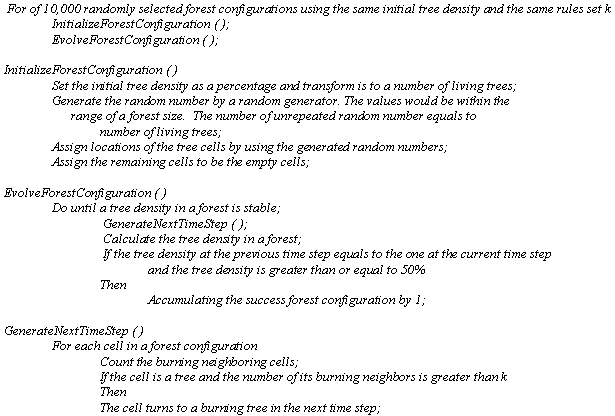 For of 10,000 randomly selected forest configurations using the same initial tree density and the same rules set k
InitializeForestConfiguration ( );
EvolveForestConfiguration ( );
InitializeForestConfiguration ( )
Set the initial tree density as a percentage and transform is to a number of living trees;
Generate the random number by a random generator. The values would be within the
range of a forest size. The number of unrepeated random number equals to
number of living trees;
Assign locations of the tree cells by using the generated random numbers;
Assign the remaining cells to be the empty cells;
EvolveForestConfiguration ( )
Do until a tree density in a forest is stable;
GenerateNextTimeStep ( );
Calculate the tree density in a forest;
If the tree density at the previous time step equals to the one at the current time step
and the tree density is greater than or equal to 50%
Then
Accumulating the success forest configuration by 1;
GenerateNextTimeStep ( )
For each cell in a forest configuration
Count the burning neighboring cells;
If the cell is a tree and the number of its burning neighbors is greater than k
Then
The cell turns to a burning tree in the next time step;